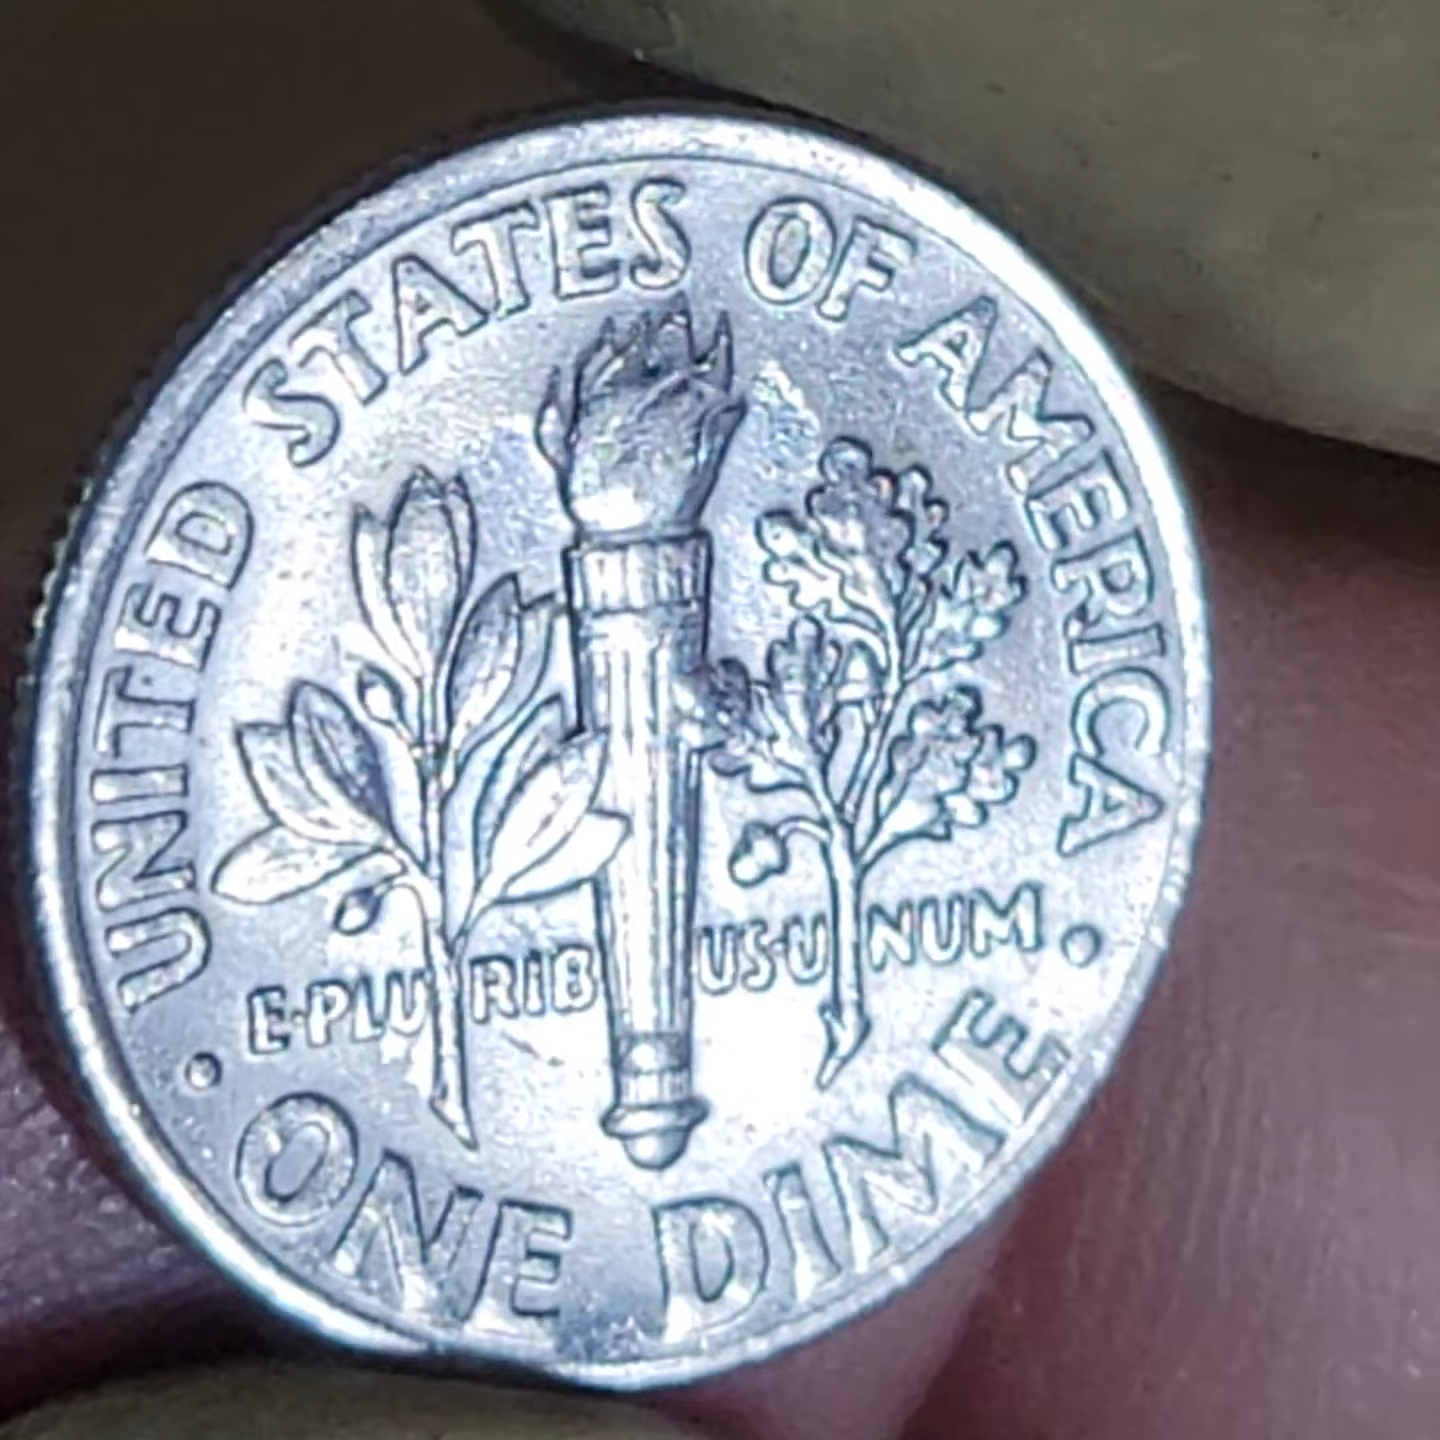 UNITED STATES OF AMERICA
E·PLURIBUS·UNUM
• ONE DIME •